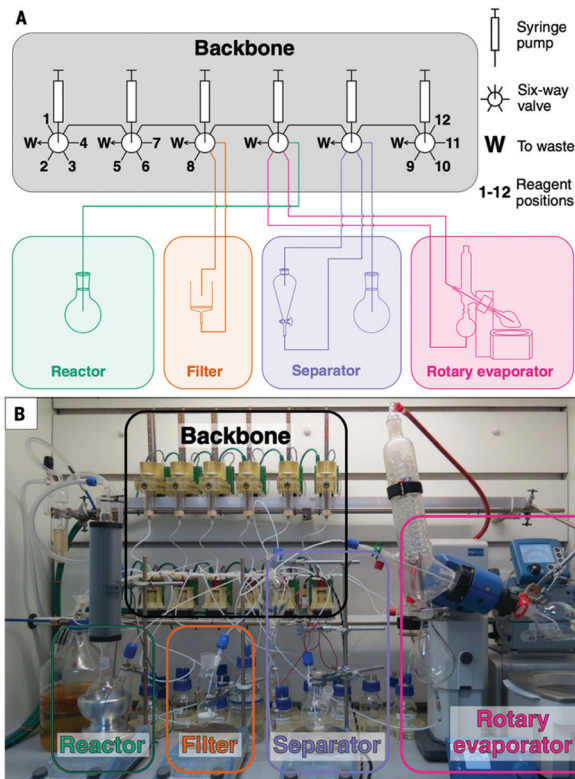 A
Backbone
1
12
W
4
W
7
W
W
W
W
11
2
3
5
6
8
9
10
Syringe
pump
Six-way
valve
W
To waste
1-12
Reagent
positions
Reactor
Filter
Separator
Rotary evaporator
B
Backbone
Reactor
Filter
Separator
Rotary
evaporator